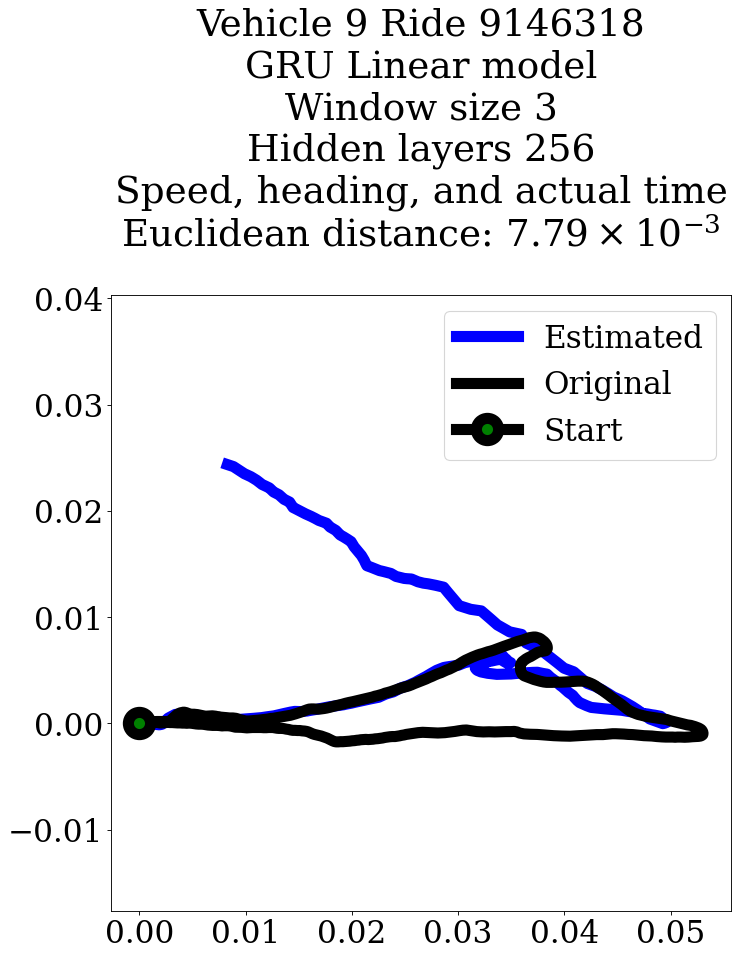 Vehicle 9 Ride 9146318
GRU Linear model
Window size 3
Hidden layers 256
Speed, heading, and actual time
Euclidean distance: 7.79 × 10⁻³
0.04
0.03
0.02
0.01
0.00
−0.01
Estimated
Original
Start
0.00 0.01 0.02 0.03 0.04 0.05